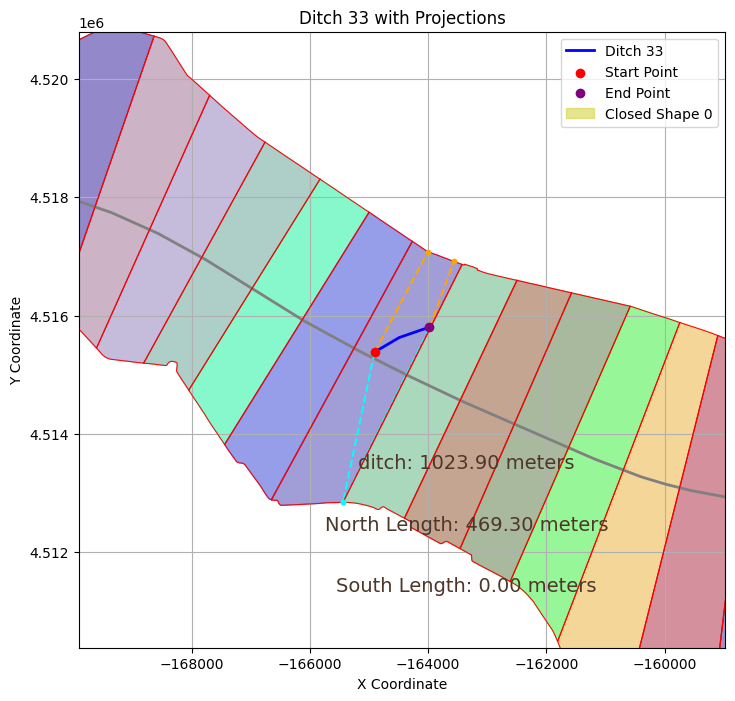 Ditch 33 with Projections
1e6
Ditch 33
Start Point
End Point
Closed Shape 0
4.520
4.518
4.516
4.514
4.512
Y Coordinate
ditch: 1023.90 meters
North Length: 469.30 meters
South Length: 0.00 meters
−168000
−166000
−164000
−162000
−160000
X Coordinate